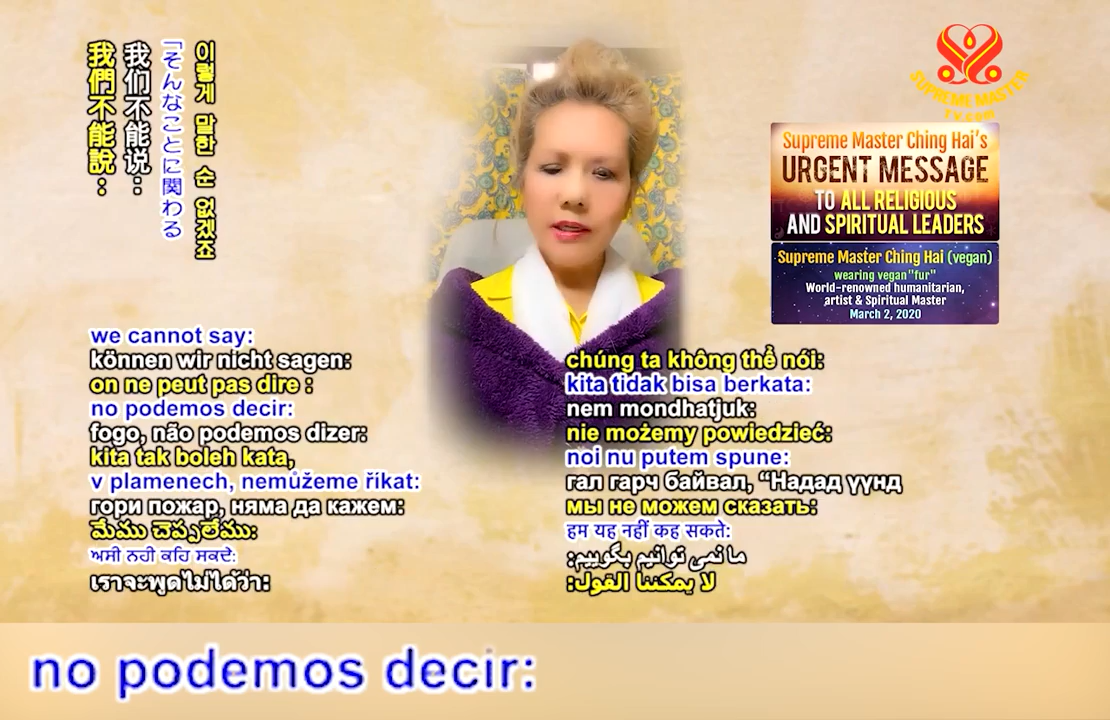 我們不能說：
我们不能说：
「そんなことに関わる
이렇게 말한 순 없겠죠
SUPREME MASTER
TV.COM
Supreme Master Ching Hai's
URGENT MESSAGE
TO ALL RELIGIOUS
AND SPIRITUAL LEADERS
Supreme Master Ching Hai (vegan)
wearing vegan "fur"
World-renowned humanitarian,
artist & Spiritual Master
March 2, 2020
we cannot say:
können wir nicht sagen:
on ne peut pas dire :
no podemos decir:
fogo, não podemos dizer:
kita tak boleh kata,
v plamenech, nemůžeme říkat:
гори пожар, няма да кажем:
మేము చెప్పలేము:
ਅਸੀ ਨਹੀ ਕਹਿ ਸਕਦੇ:
เราจะพูดไม่ได้ว่า:
chúng ta không thể nói:
kita tidak bisa berkata:
nem mondhatjuk:
nie możemy powiedzieć:
noi nu putem spune:
гал гарч байвал, “Надад үүнд
мы не можем сказать:
हम यह नहीं कह सकते:
ما نمی توانیم بگوییم:
لا يمكننا القول:
no podemos decir: